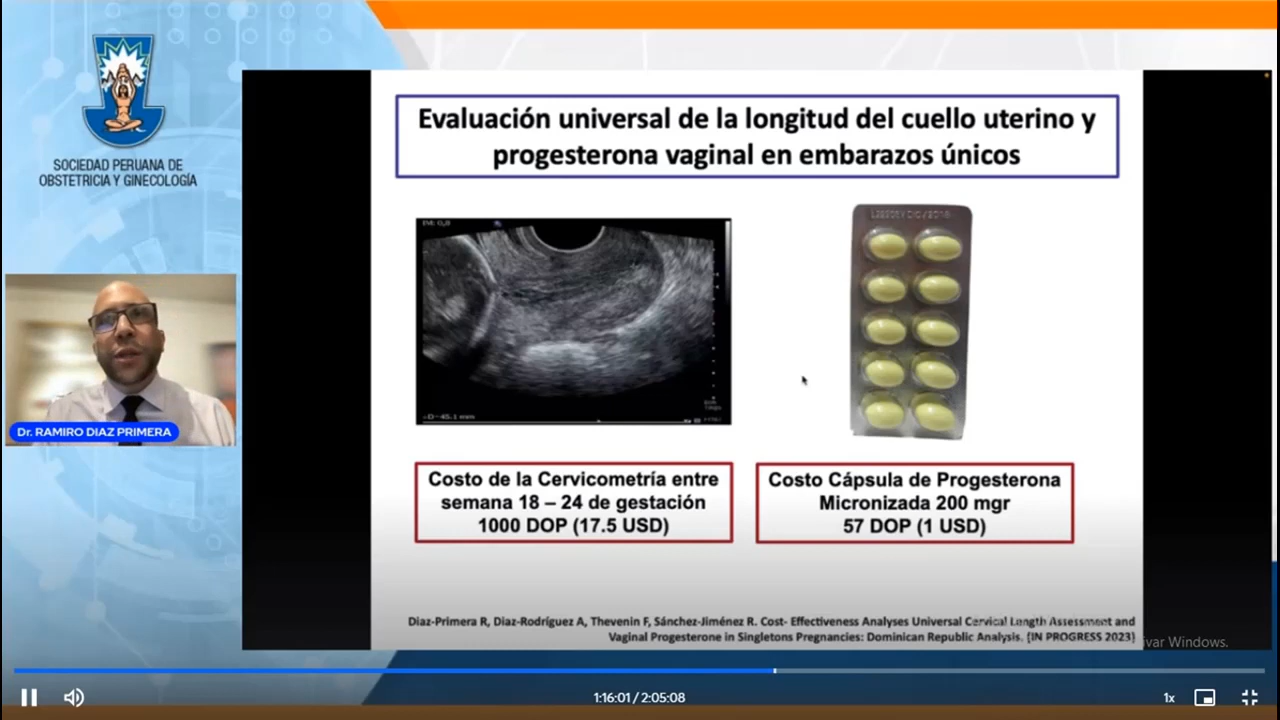 SOCIEDAD PERUANA DE
OBSTETRICIA Y GINECOLOGÍA
Dr. RAMIRO DIAZ PRIMERA
Evaluación universal de la longitud del cuello uterino y
progesterona vaginal en embarazos únicos
Costo de la Cervicometría entre
semana 18 – 24 de gestación
1000 DOP (17.5 USD)
Costo Cápsula de Progesterona
Micronizada 200 mgr
57 DOP (1 USD)
Diaz-Primera R, Diaz-Rodríguez A, Thevenin F, Sánchez-Jiménez R. Cost- Effectiveness Analyses Universal Cervical Length Assessment and
Vaginal Progesterone in Singletons Pregnancies: Dominican Republic Analysis. (IN PROGRESS 2023)
ivar Windows.
1:16:01 / 2:05:08
1x